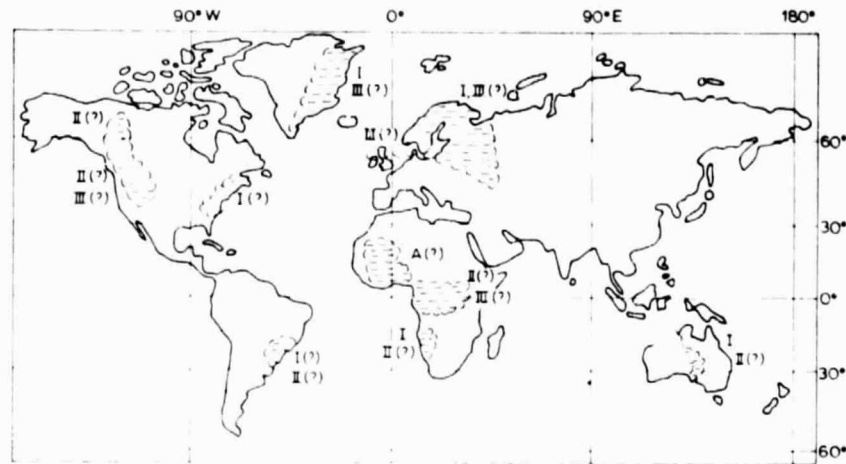 90° W 0° 90° E 180°
I
III (?)
I, III (?)
II (?)
II (?)
60°
II (?)
III (?)
I (?)
30°
A (?)
II (?)
III (?)
0°
I
II (?)
I (?)
II (?)
I
II (?)
30°
60°